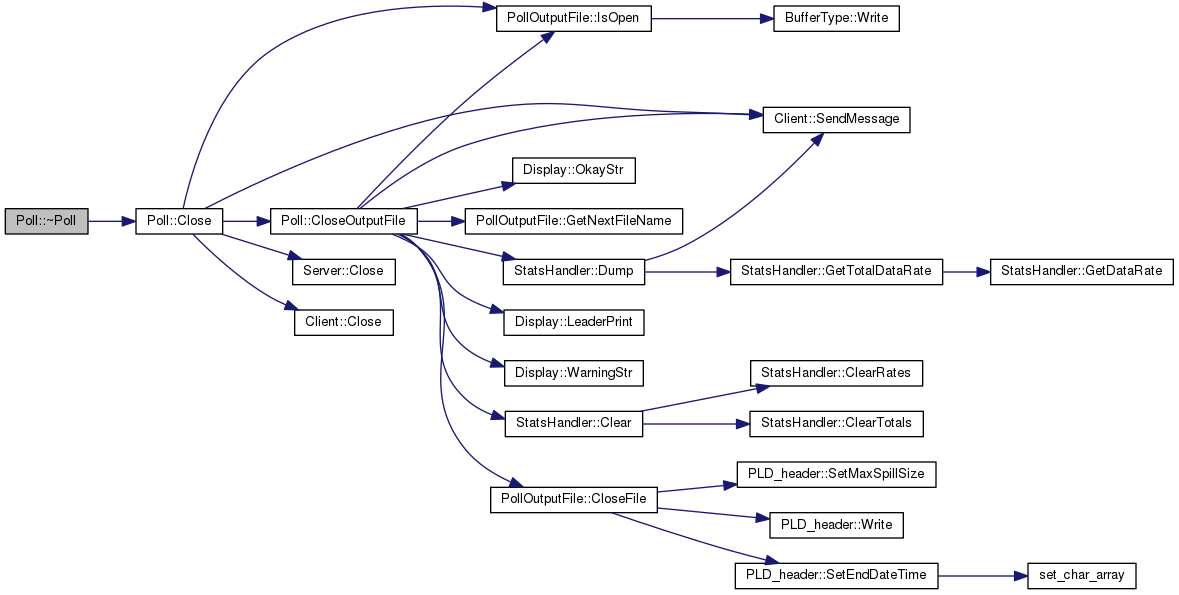 PollOutputFile::IsOpen
BufferType::Write
Client::SendMessage
Display::OkayStr
Poll::~Poll
Poll::Close
Poll::CloseOutputFile
PollOutputFile::GetNextFileName
Server::Close
StatsHandler::Dump
StatsHandler::GetTotalDataRate
StatsHandler::GetDataRate
Client::Close
Display::LeaderPrint
Display::WarningStr
StatsHandler::ClearRates
StatsHandler::Clear
StatsHandler::ClearTotals
PLD_header::SetMaxSpillSize
PollOutputFile::CloseFile
PLD_header::Write
PLD_header::SetEndDateTime
set_char_array